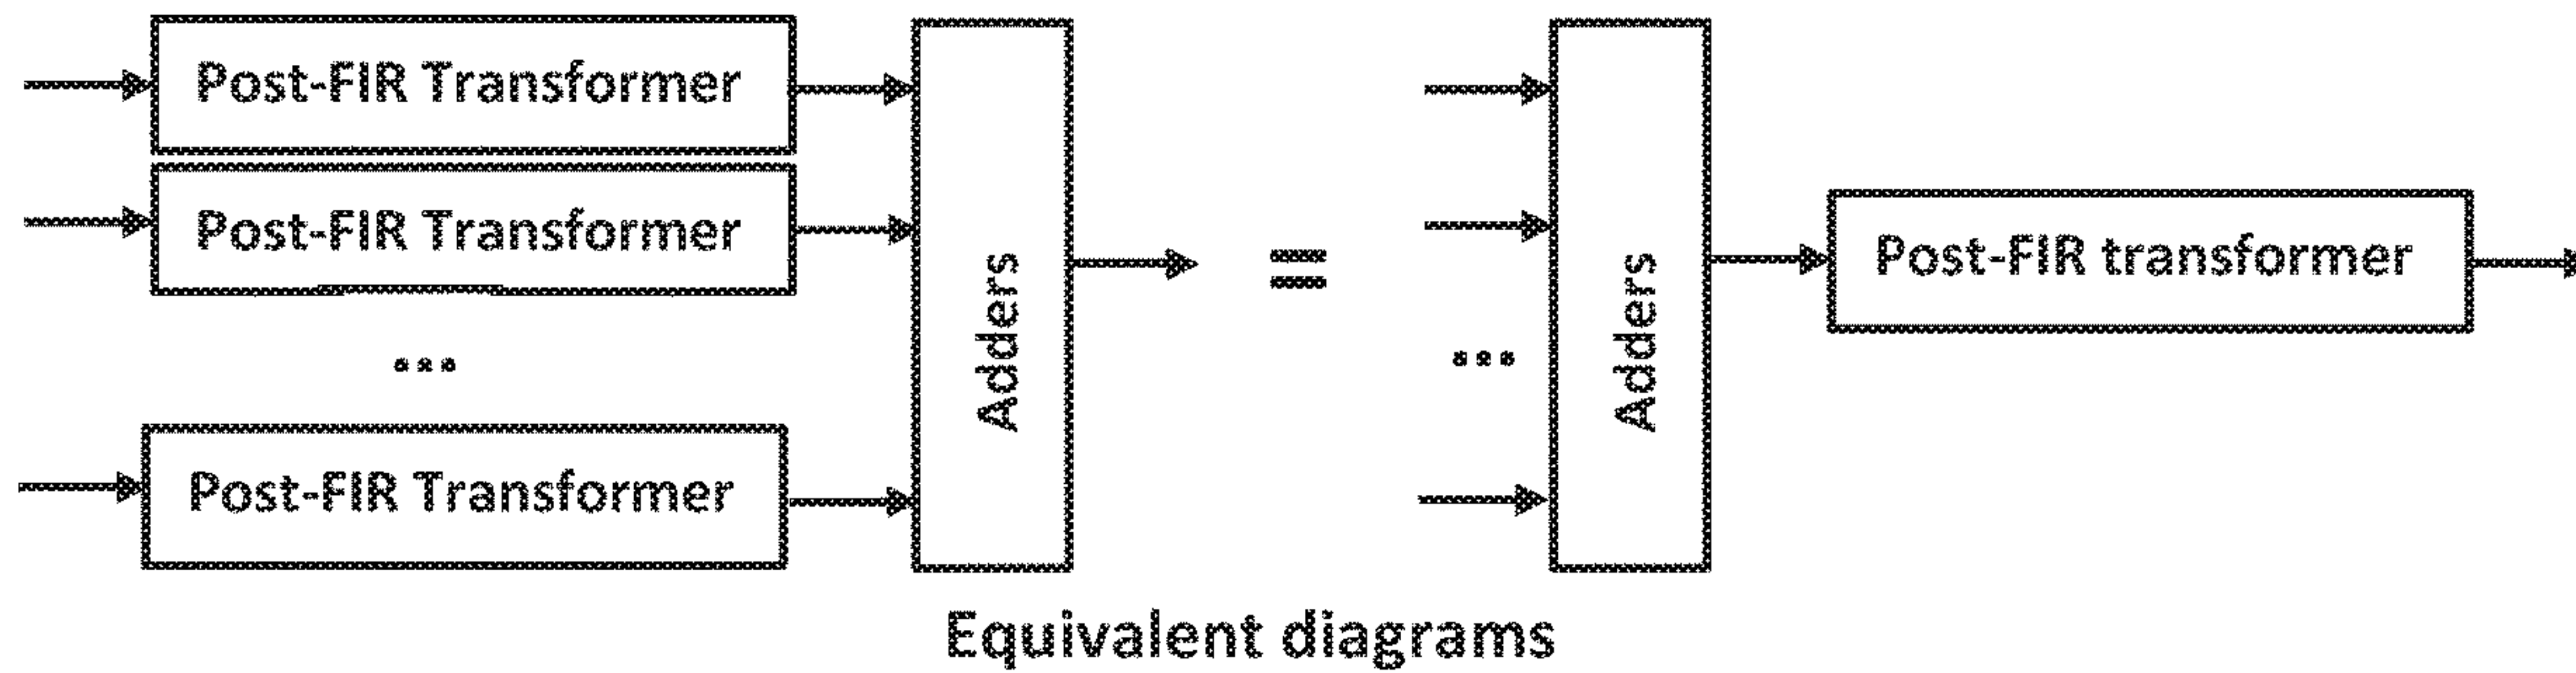 Post-FIR Transformer
Post-FIR Transformer
...
Post-FIR Transformer
Adders
=
...
Adders
Post-FIR transformer
Equivalent diagrams